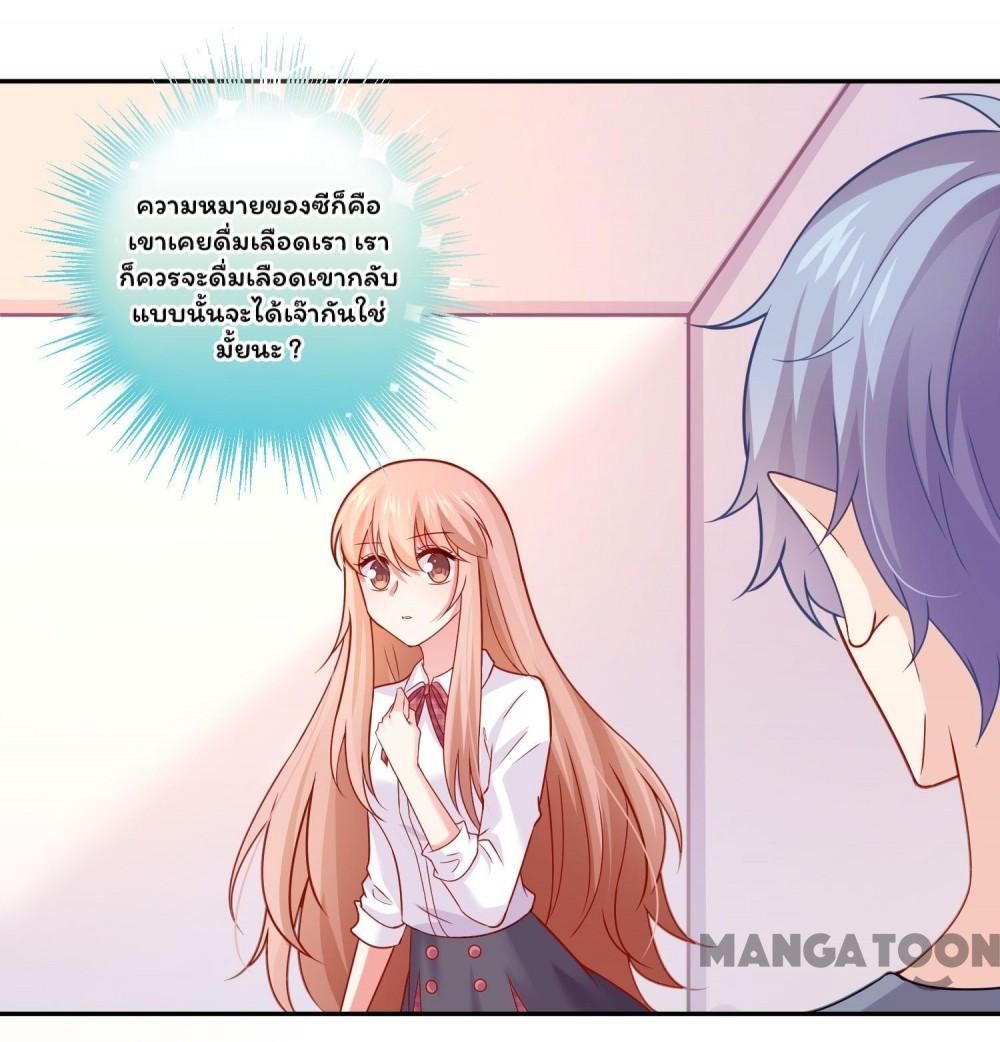 ความหมายของซีก็คือ
เขาเคยดื่มเลือดเรา เรา
ก็ควรจะดื่มเลือดเขากลับ
แบบนั้นจะได้เจ๊ากันใช่
มั้ยนะ ?
MANGATOON